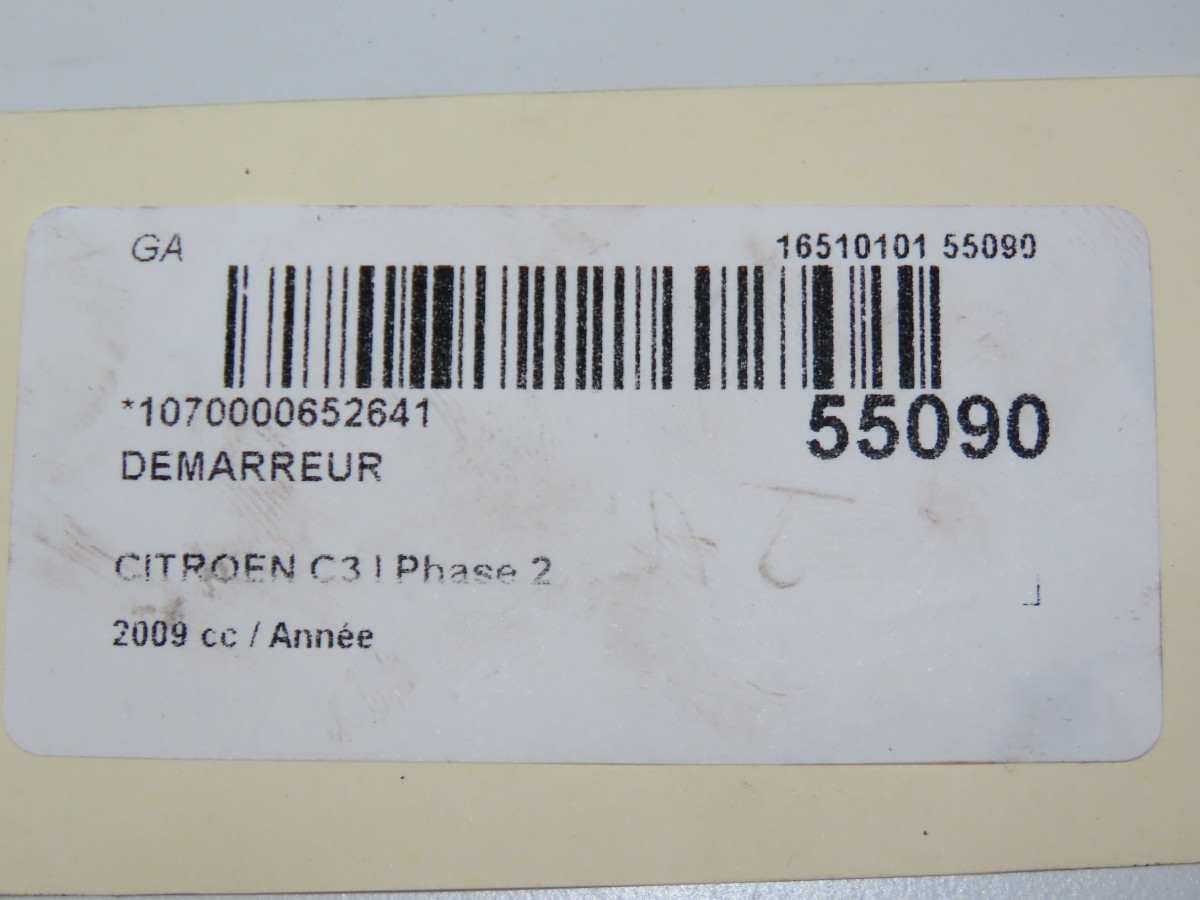 GA 16510101 55090
*1070000652641 55090
DEMARREUR
CITROEN C3 I Phase 2
2009 cc / Année